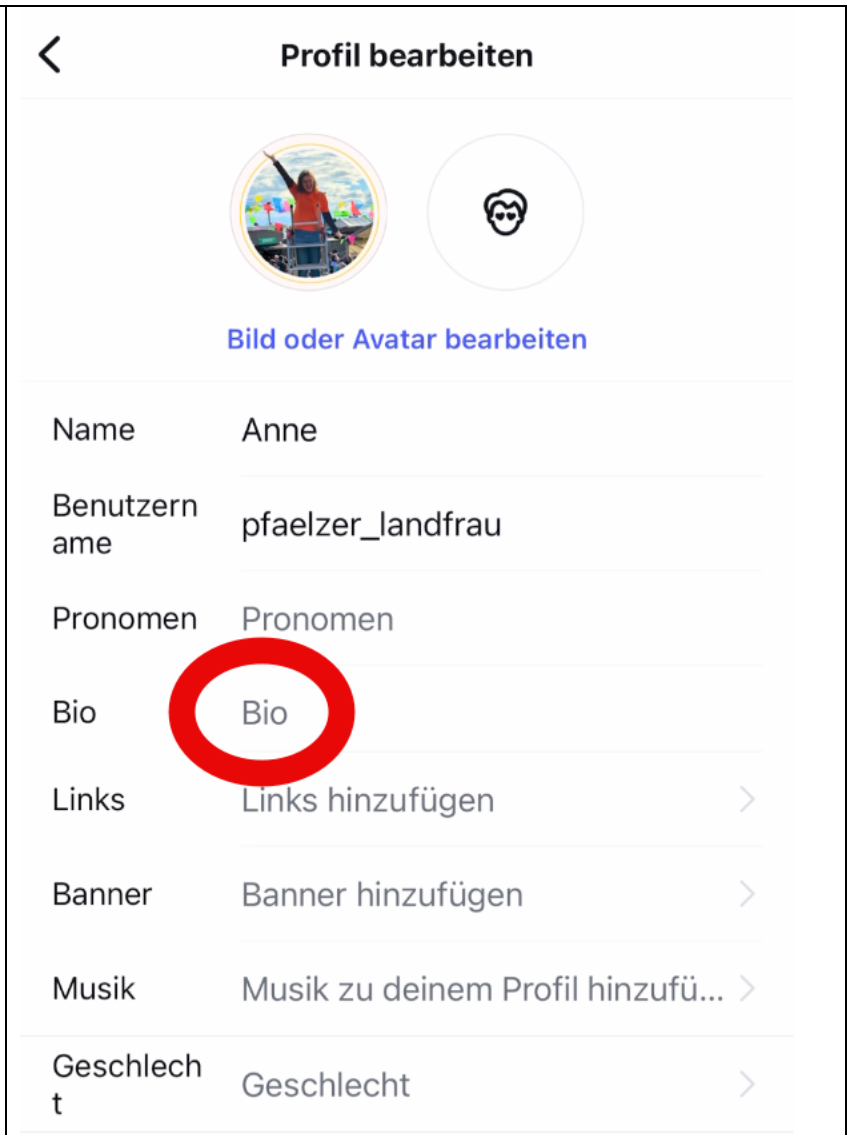 Profil bearbeiten
Bild oder Avatar bearbeiten
Name Anne
Benutzern
ame pfaelzer_landfrau
Pronomen Pronomen
Bio Bio
Links Links hinzufügen
Banner Banner hinzufügen
Musik Musik zu deinem Profil hinzufü...
Geschlech
t Geschlecht